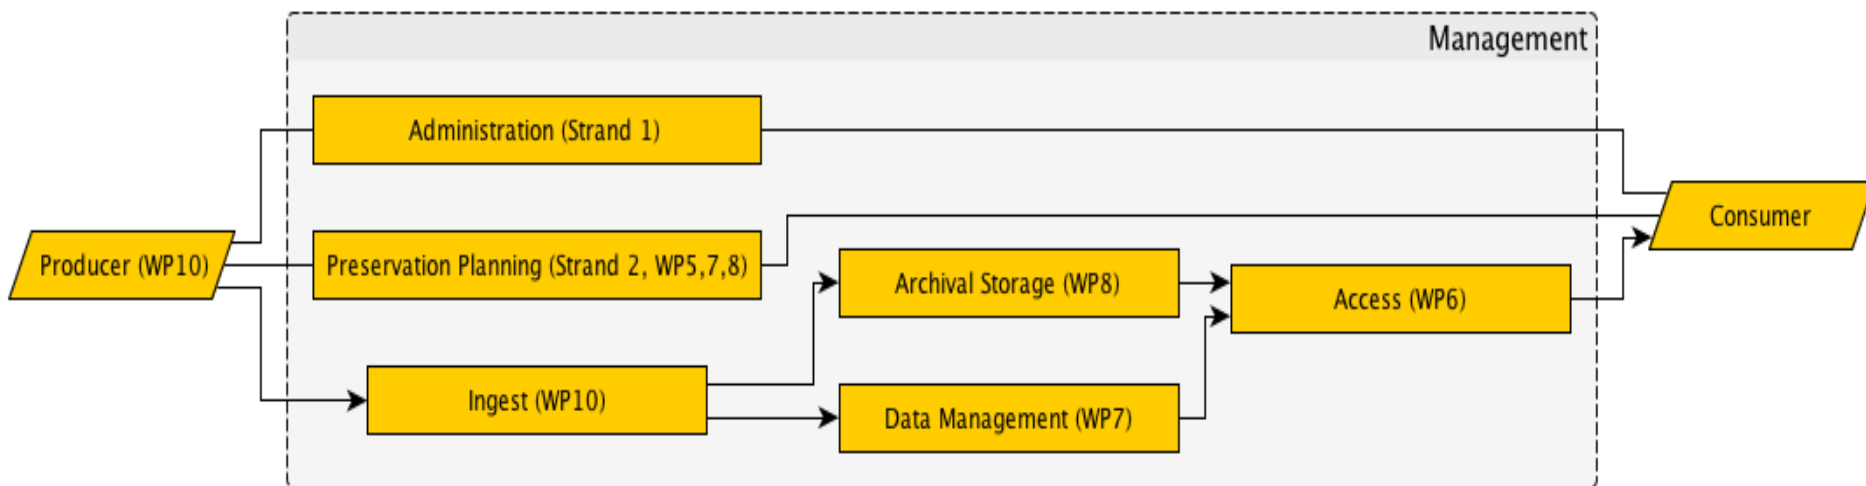 Management
Administration (Strand 1)
Consumer
Producer (WP10)
Preservation Planning (Strand 2, WP5,7,8)
Archival Storage (WP8)
Access (WP6)
Ingest (WP10)
Data Management (WP7)